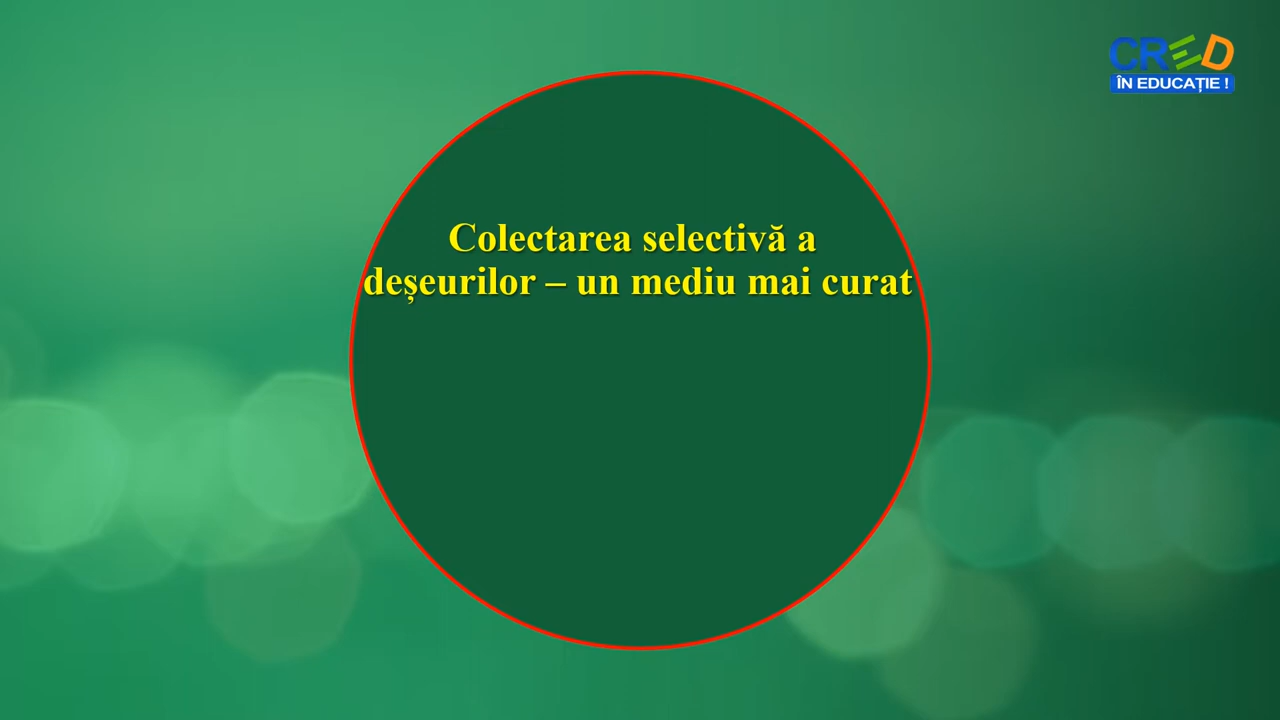 CRED
ÎN EDUCAȚIE !
Colectarea selectivă a
deșeurilor – un mediu mai curat